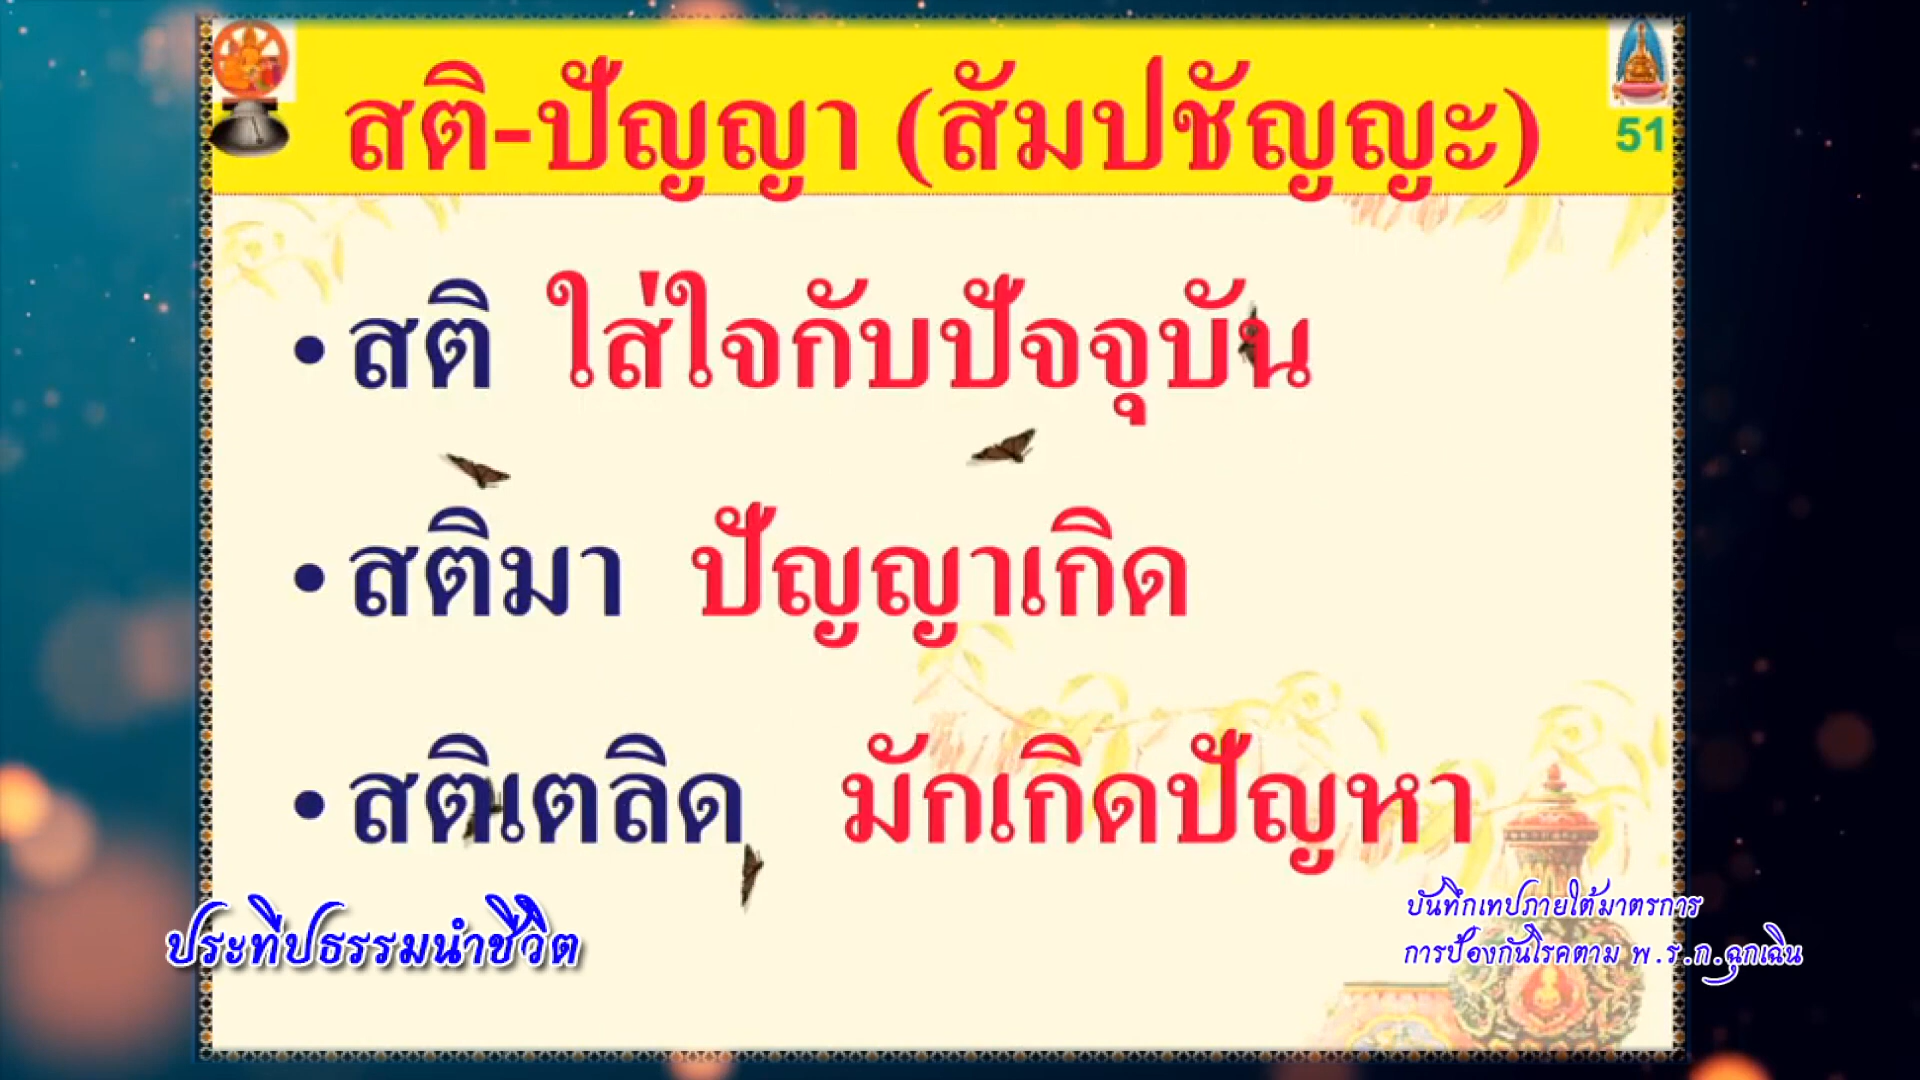 สติ-ปัญญา (สัมปชัญญะ)
51
• สติ ใส่ใจกับปัจจุบัน
• สติมา ปัญญาเกิด
• สติเตลิด มักเกิดปัญหา
ประทีปธรรมนำชีวิต
บันทึกเทปภายใต้มาตรการ
การป้องกันโรคตาม พ.ร.ก.ฉุกเฉิน